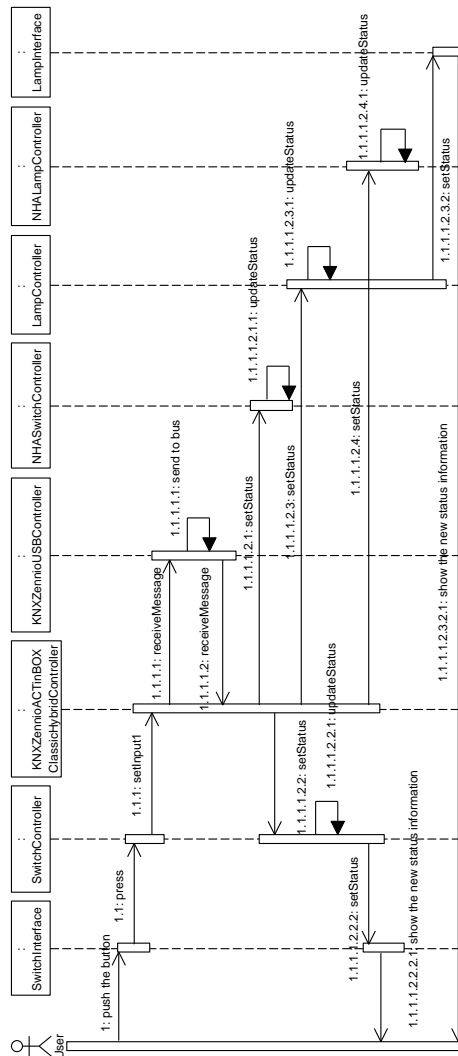 User
:
SwitchInterface
:
SwitchController
:
KNXZennioACTinBOX
ClassicHybridController
:
KNXZennioUSBController
:
NHASwitchController
:
LampController
:
NHALampController
:
LampInterface
1: push the button
1.1: press
1.1.1: setInput1
1.1.1.1: receiveMessage
1.1.1.1.1: send to bus
1.1.1.1.2: receiveMessage
1.1.1.1.2.1: setStatus
1.1.1.1.2.1.1: updateStatus
1.1.1.1.2.2: setStatus
1.1.1.1.2.3: setStatus
1.1.1.1.2.2.1: updateStatus
1.1.1.1.2.3.1: updateStatus
1.1.1.1.2.2.2: setStatus
1.1.1.1.2.4: setStatus
1.1.1.1.2.4.1: updateStatus
1.1.1.1.2.2.2.1: show the new status information
1.1.1.1.2.3.2: setStatus
1.1.1.1.2.3.2.1: show the new status information